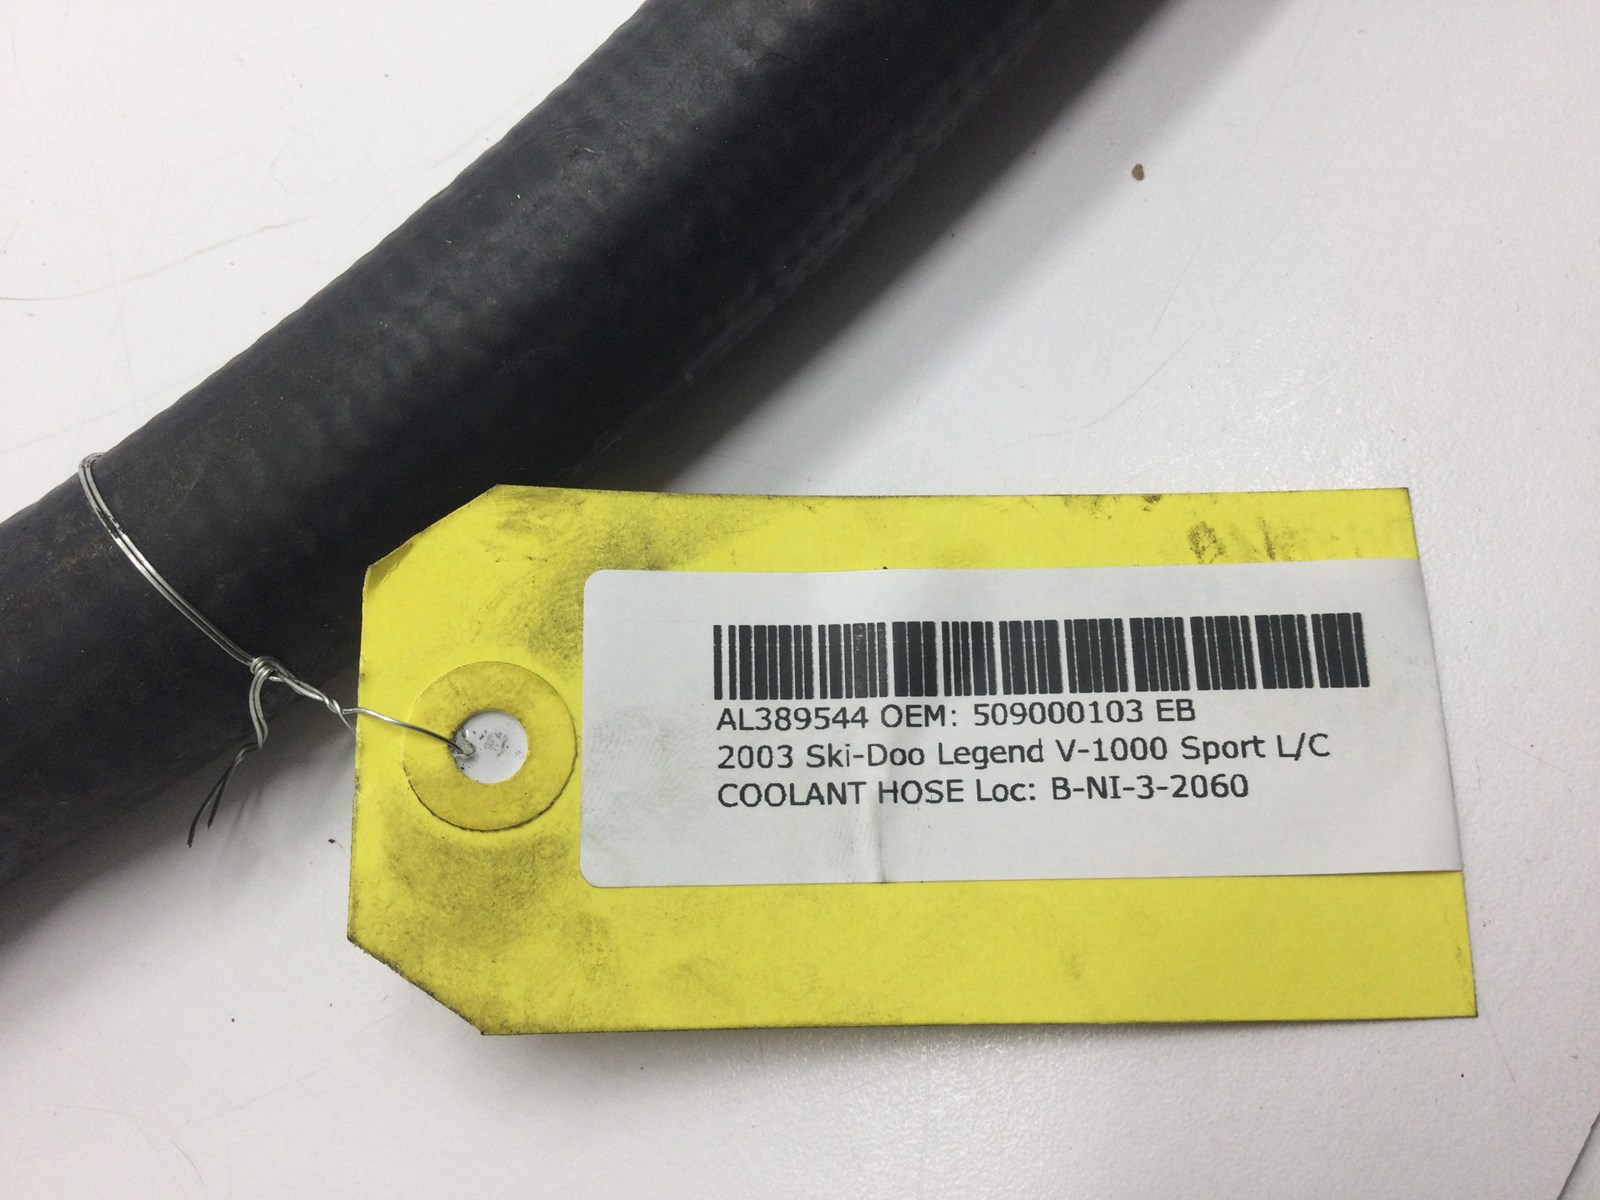 AL389544 OEM: 509000103 EB
2003 Ski-Doo Legend V-1000 Sport L/C
COOLANT HOSE Loc: B-NI-3-2060